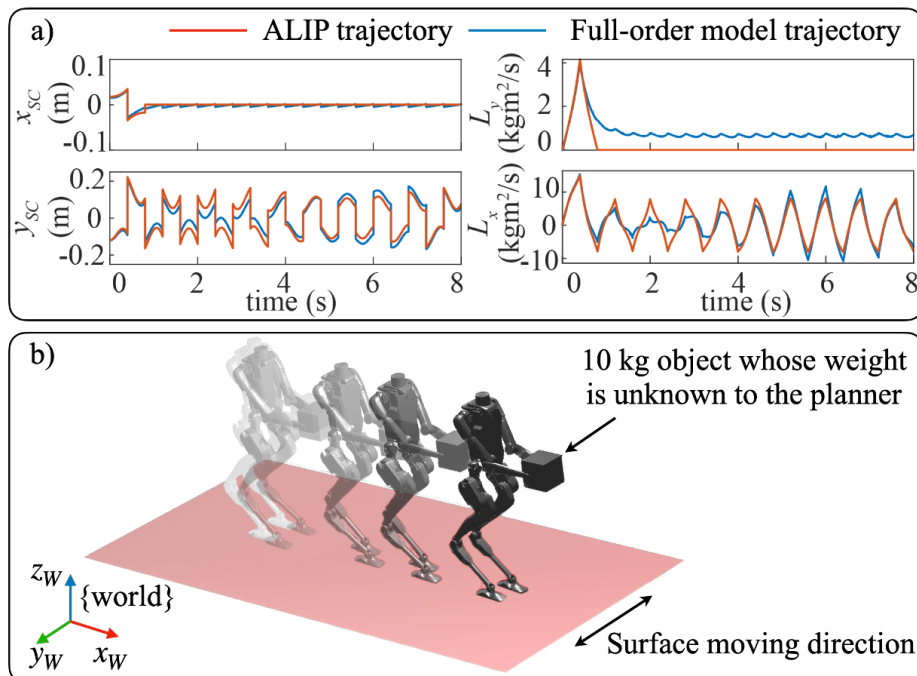 a)
ALIP trajectory
Full-order model trajectory
x_SC
(m)
0.1
0
-0.1
L_y
(kgm²/s)
4
2
0
y_SC
(m)
0.2
0
-0.2
0 2 4 6 8
time (s)
L_x
(kgm²/s)
10
0
-10
0 2 4 6 8
time (s)
b)
10 kg object whose weight
is unknown to the planner
z_W
{world}
y_W
x_W
Surface moving direction